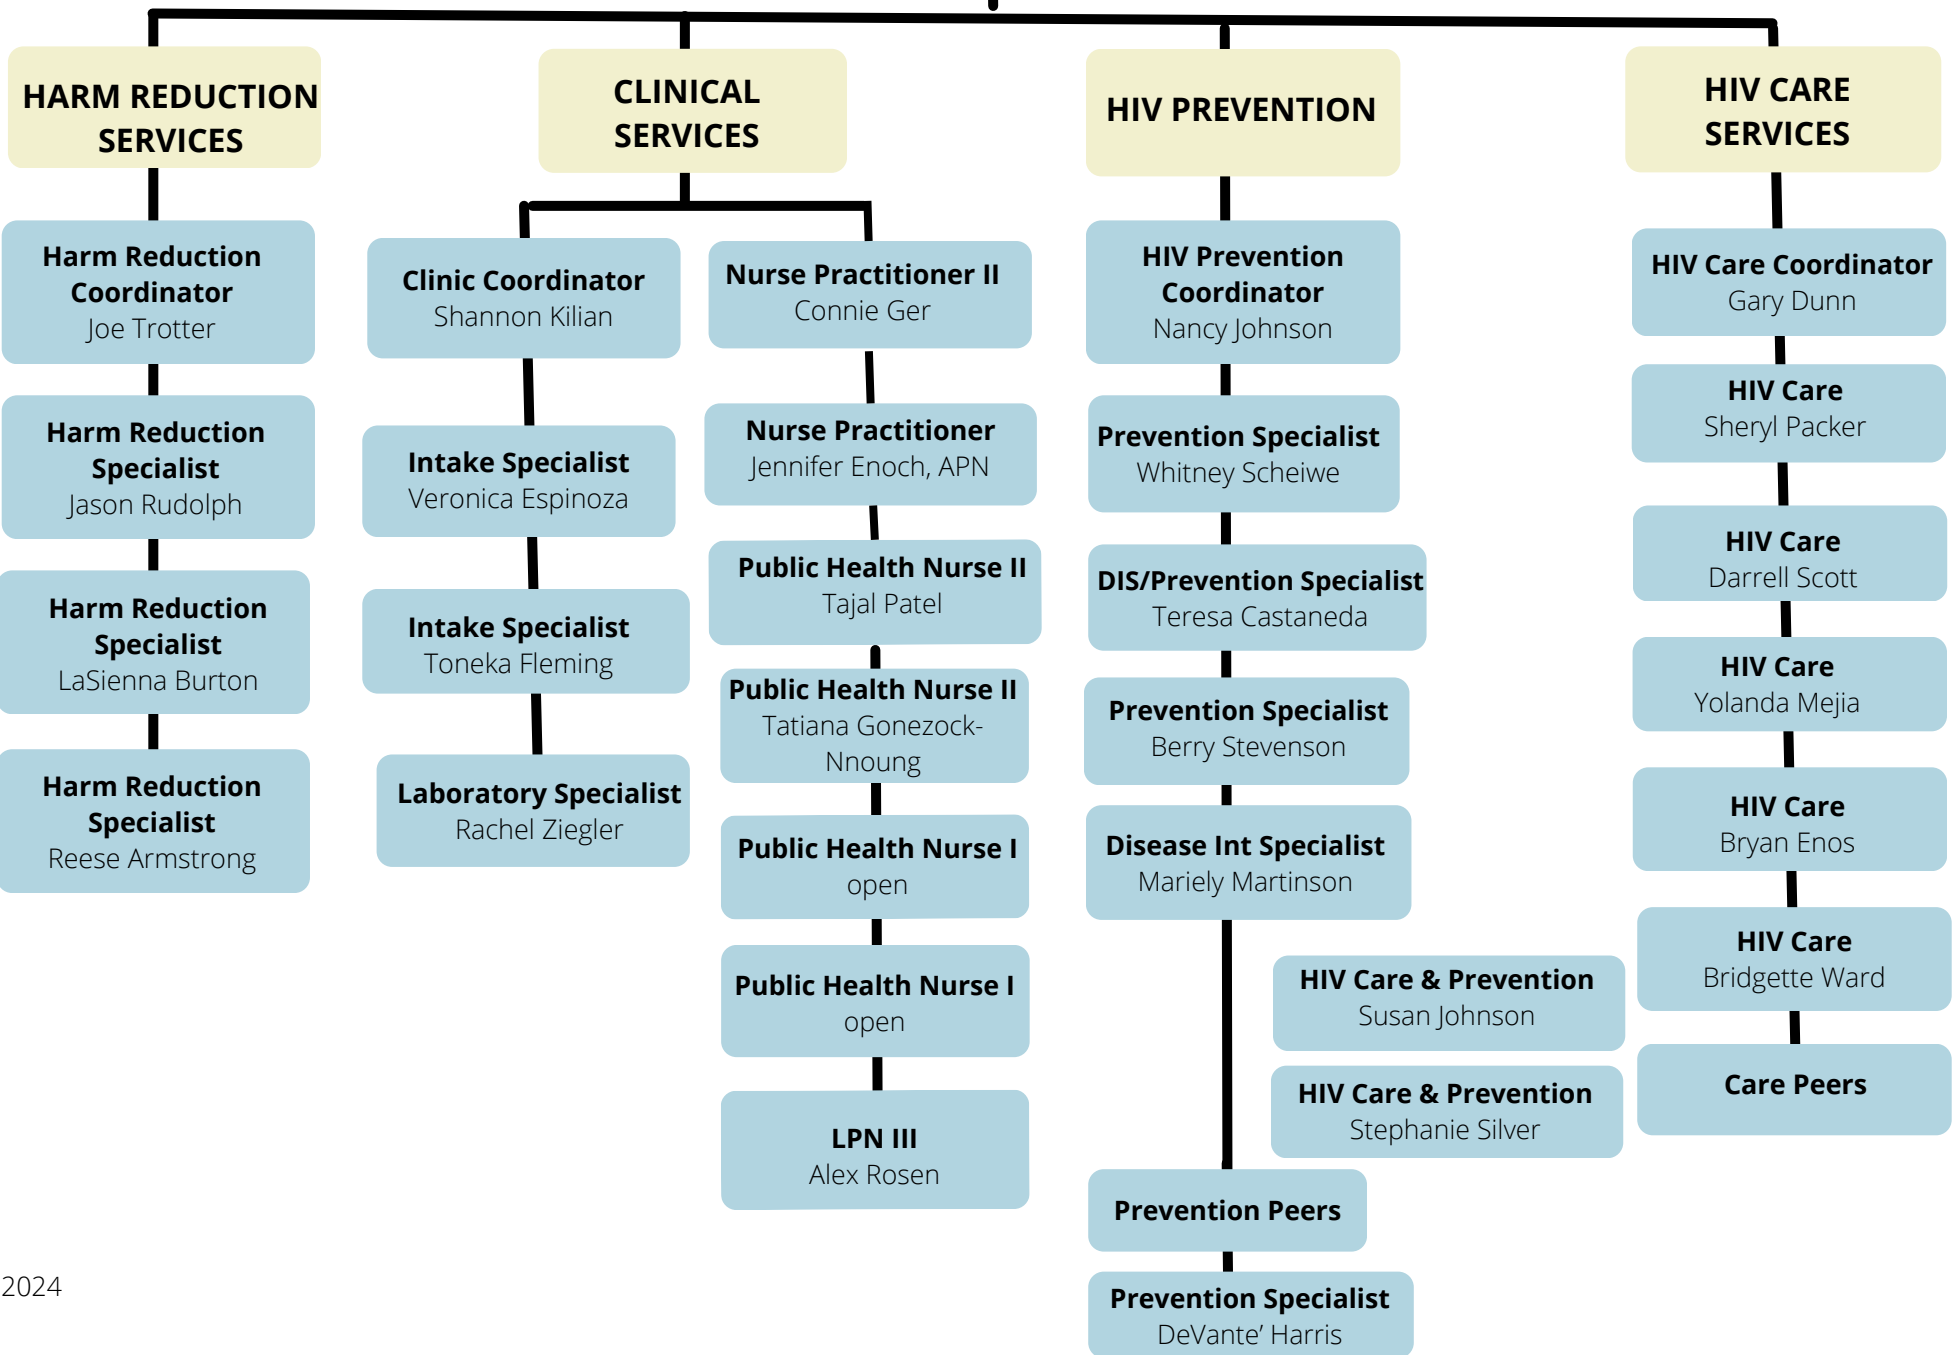 HARM REDUCTION
SERVICES
Harm Reduction
Coordinator
Joe Trotter
Harm Reduction
Specialist
Jason Rudolph
Harm Reduction
Specialist
LaSienna Burton
Harm Reduction
Specialist
Reese Armstrong
CLINICAL
SERVICES
Clinic Coordinator
Shannon Kilian
Intake Specialist
Veronica Espinoza
Intake Specialist
Toneka Fleming
Laboratory Specialist
Rachel Ziegler
Nurse Practitioner II
Connie Ger
Nurse Practitioner
Jennifer Enoch, APN
Public Health Nurse II
Tajal Patel
Public Health Nurse II
Tatiana Gonezock-
Nnoung
Public Health Nurse I
open
Public Health Nurse I
open
LPN III
Alex Rosen
HIV PREVENTION
HIV Prevention
Coordinator
Nancy Johnson
Prevention Specialist
Whitney Scheiwe
DIS/Prevention Specialist
Teresa Castaneda
Prevention Specialist
Berry Stevenson
Disease Int Specialist
Mariely Martinson
HIV Care & Prevention
Susan Johnson
HIV Care & Prevention
Stephanie Silver
Prevention Peers
Prevention Specialist
DeVante’ Harris
HIV CARE
SERVICES
HIV Care Coordinator
Gary Dunn
HIV Care
Sheryl Packer
HIV Care
Darrell Scott
HIV Care
Yolanda Mejia
HIV Care
Bryan Enos
HIV Care
Bridgette Ward
Care Peers
2024